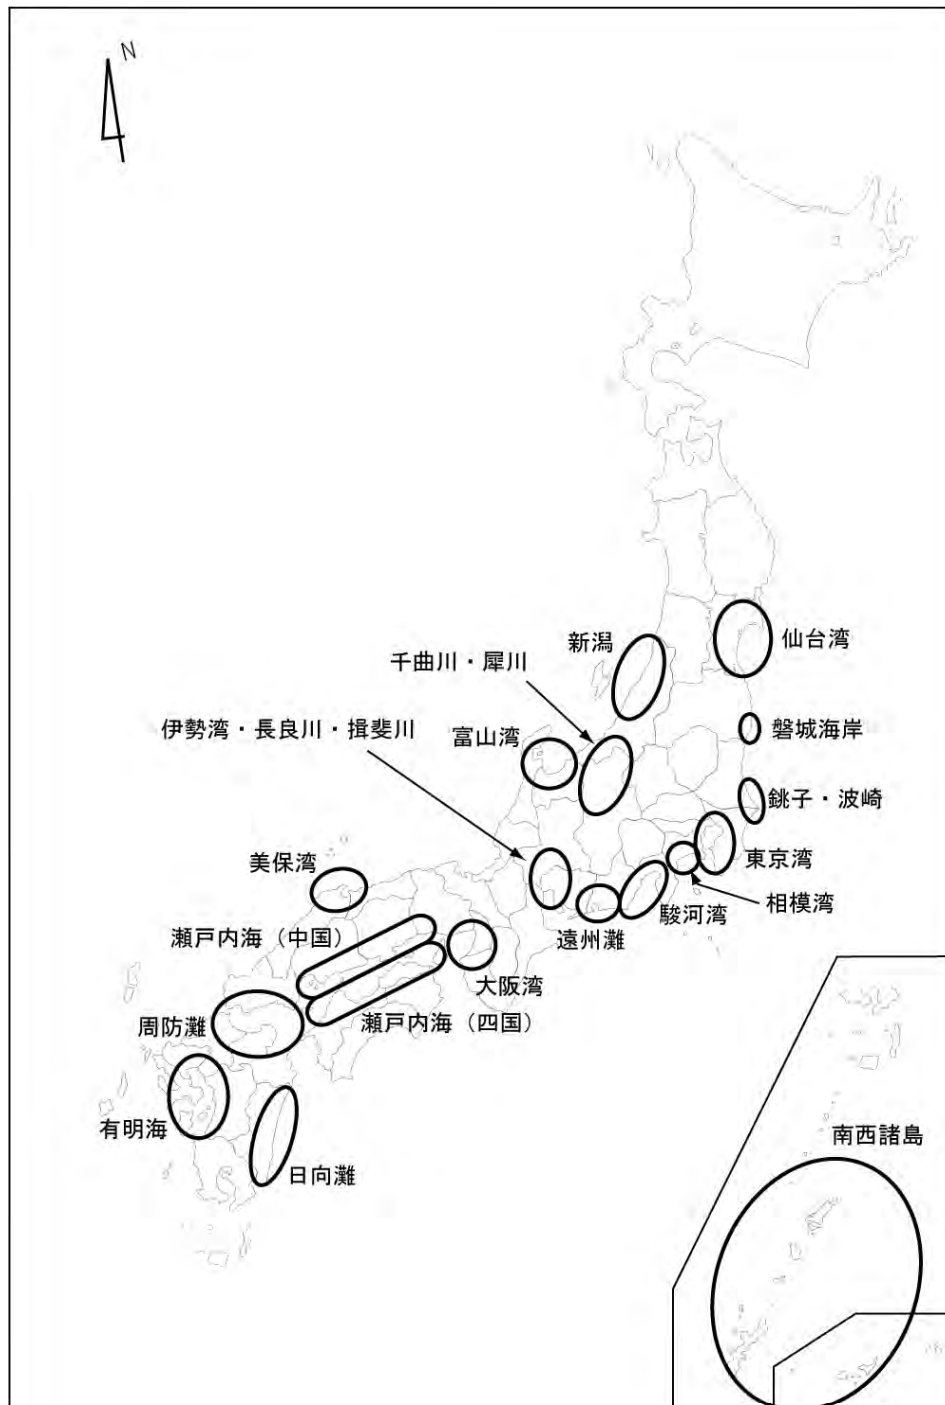 N
新潟
仙台湾
千曲川・犀川
伊勢湾・長良川・揖斐川
富山湾
磐城海岸
銚子・波崎
東京湾
美保湾
相模湾
駿河湾
瀬戸内海（中国）
遠州灘
大阪湾
周防灘
瀬戸内海（四国）
有明海
南西諸島
日向灘